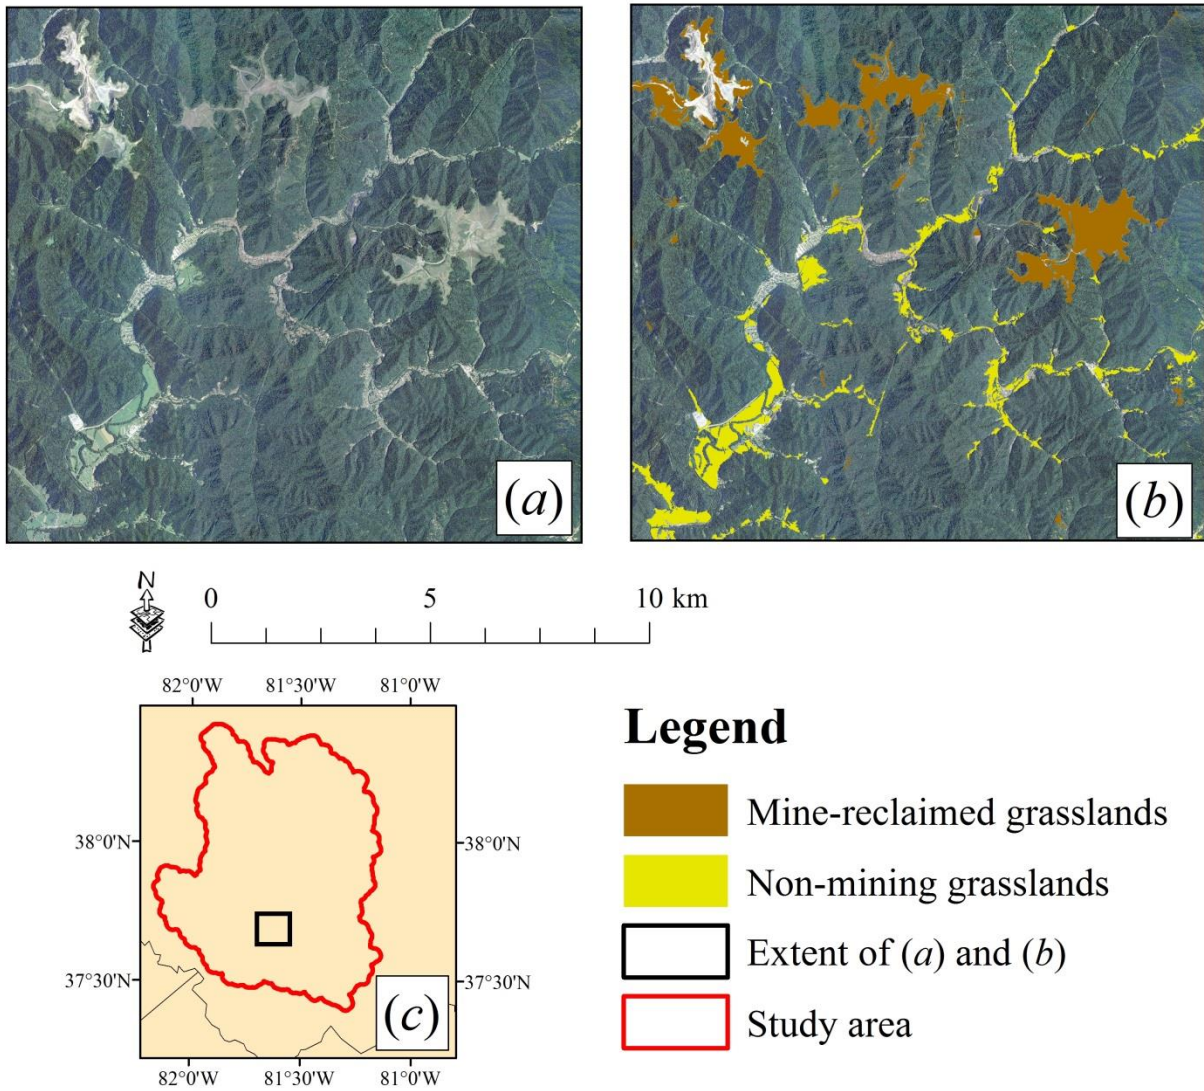 (a)
(b)
N
0 5 10 km
82°0'W 81°30'W 81°0'W
38°0'N 38°0'N
37°30'N 37°30'N
(c)
82°0'W 81°30'W 81°0'W
Legend
Mine-reclaimed grasslands
Non-mining grasslands
Extent of (a) and (b)
Study area